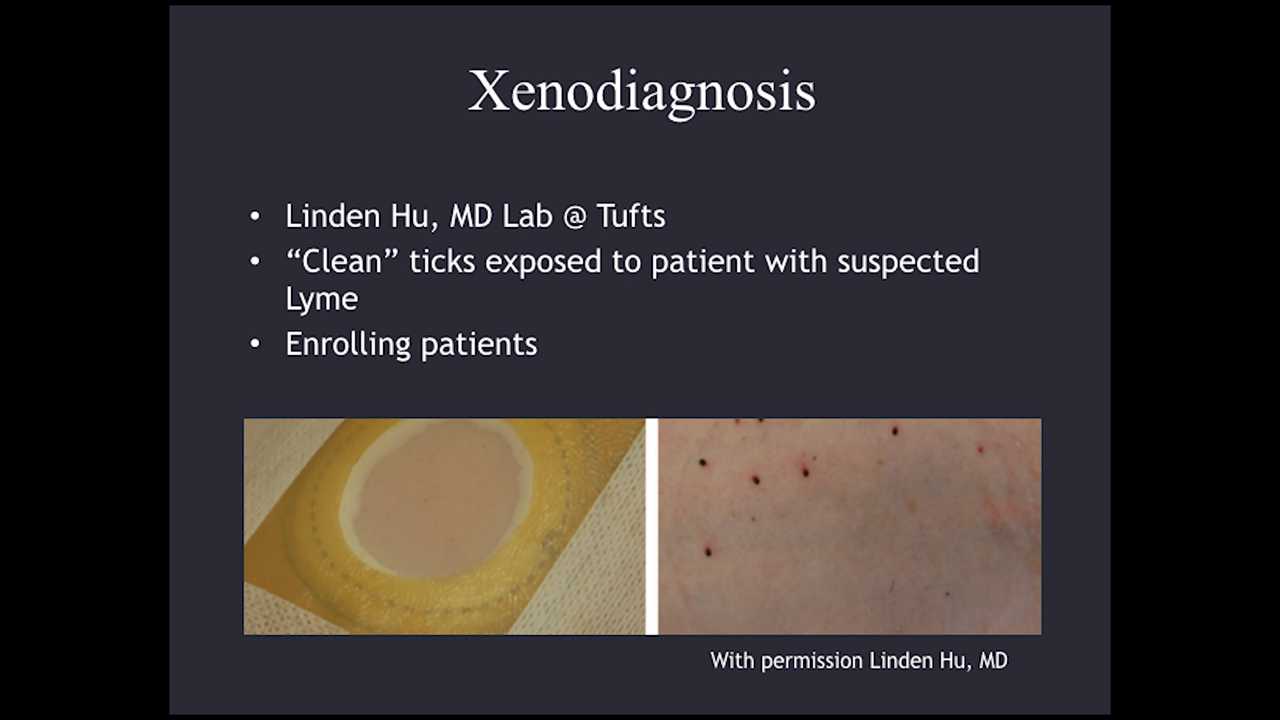 Xenodiagnosis
• Linden Hu, MD Lab @ Tufts
• “Clean” ticks exposed to patient with suspected
Lyme
• Enrolling patients
With permission Linden Hu, MD